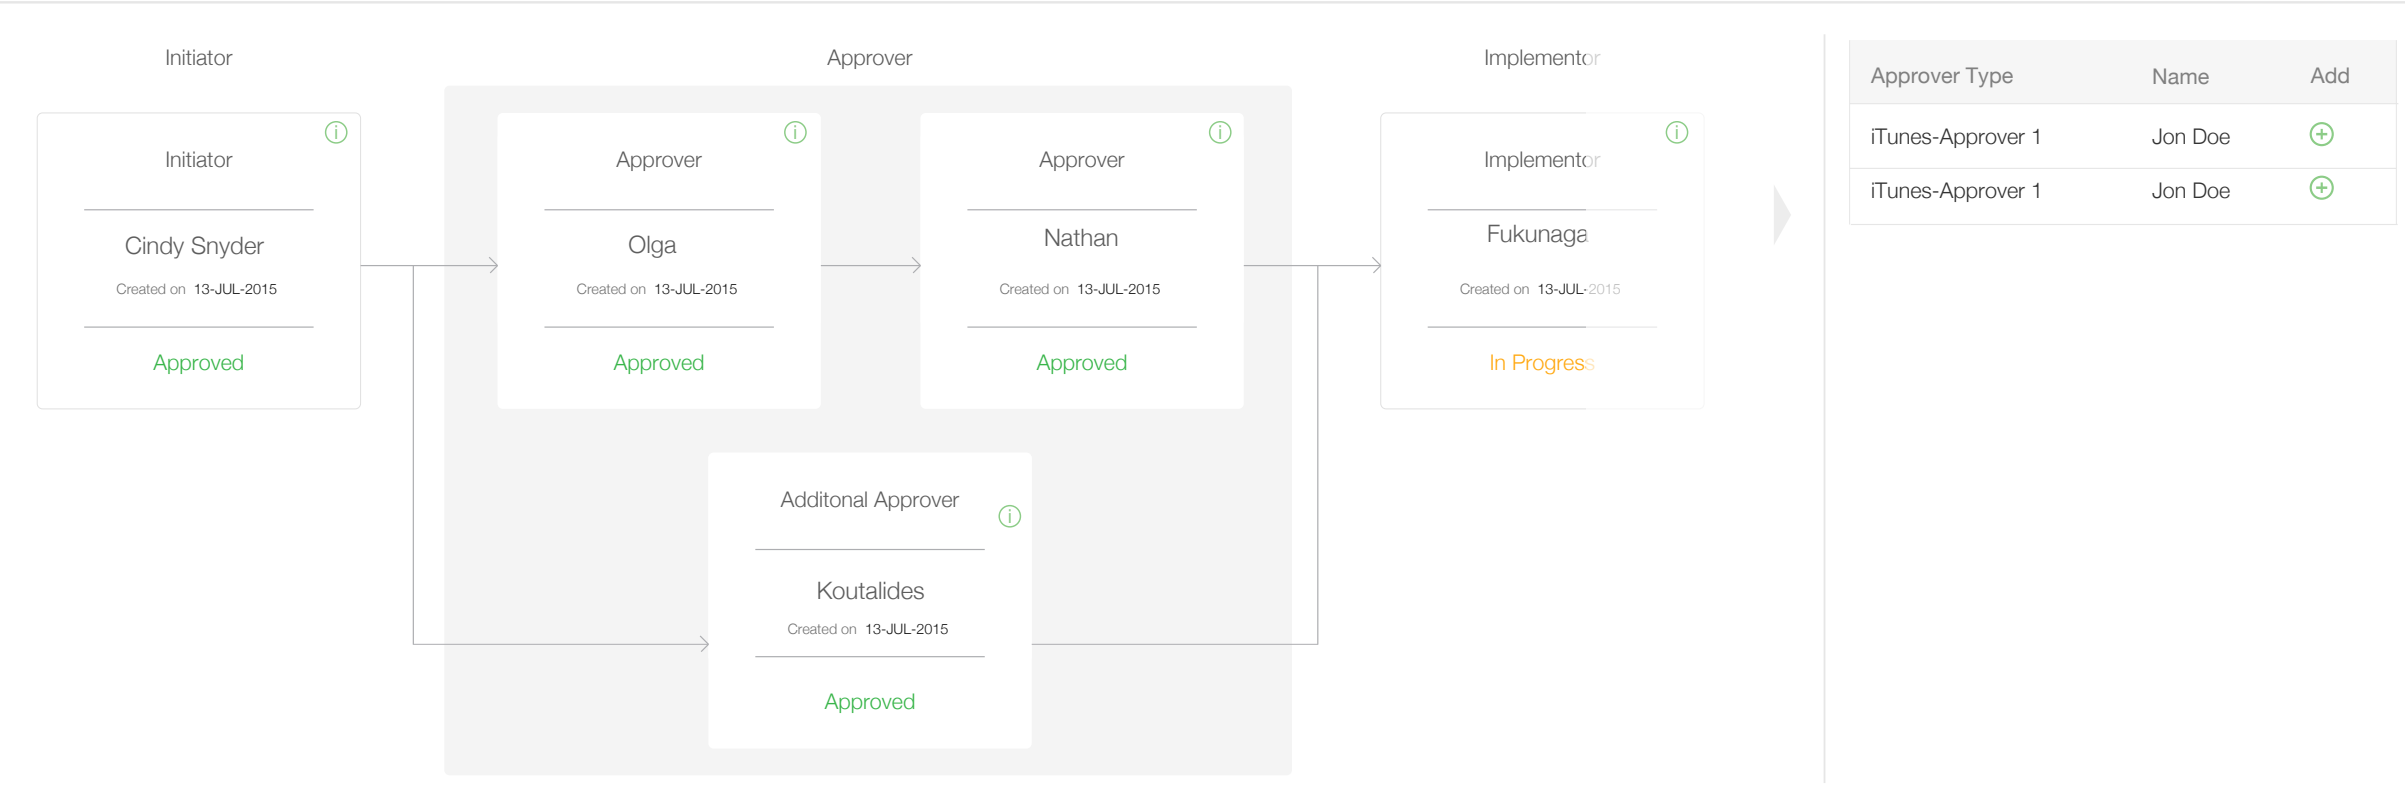 Initiator
Approver
Implementor
Initiator
Cindy Snyder
Created on 13-JUL-2015
Approved
Approver
Olga
Created on 13-JUL-2015
Approved
Approver
Nathan
Created on 13-JUL-2015
Approved
Implementor
Fukunaga
Created on 13-JUL-2015
In Progress
Additonal Approver
Koutalides
Created on 13-JUL-2015
Approved
Approver Type Name Add
iTunes-Approver 1 Jon Doe
iTunes-Approver 1 Jon Doe